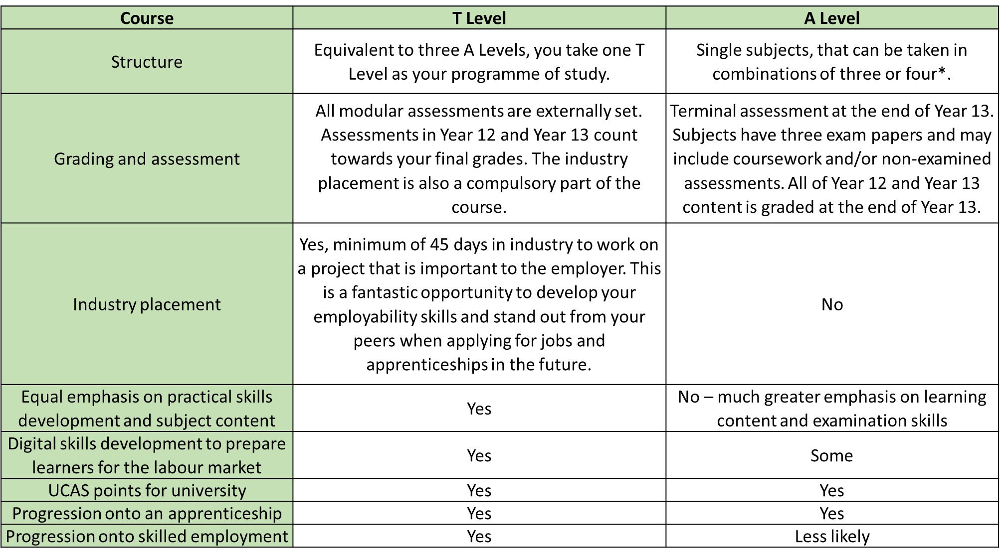 Course
T Level
A Level
Structure
Equivalent to three A Levels, you take one T
Level as your programme of study.
Single subjects, that can be taken in
combinations of three or four*.
Grading and assessment
All modular assessments are externally set.
Assessments in Year 12 and Year 13 count
towards your final grades. The industry
placement is also a compulsory part of the
course.
Terminal assessment at the end of Year 13.
Subjects have three exam papers and may
include coursework and/or non-examined
assessments. All of Year 12 and Year 13
content is graded at the end of Year 13.
Industry placement
Yes, minimum of 45 days in industry to work on
a project that is important to the employer. This
is a fantastic opportunity to develop your
employability skills and stand out from your
peers when applying for jobs and
apprenticeships in the future.
No
Equal emphasis on practical skills
development and subject content
Yes
No – much greater emphasis on learning
content and examination skills
Digital skills development to prepare
learners for the labour market
Yes
Some
UCAS points for university
Yes
Yes
Progression onto an apprenticeship
Yes
Yes
Progression onto skilled employment
Yes
Less likely